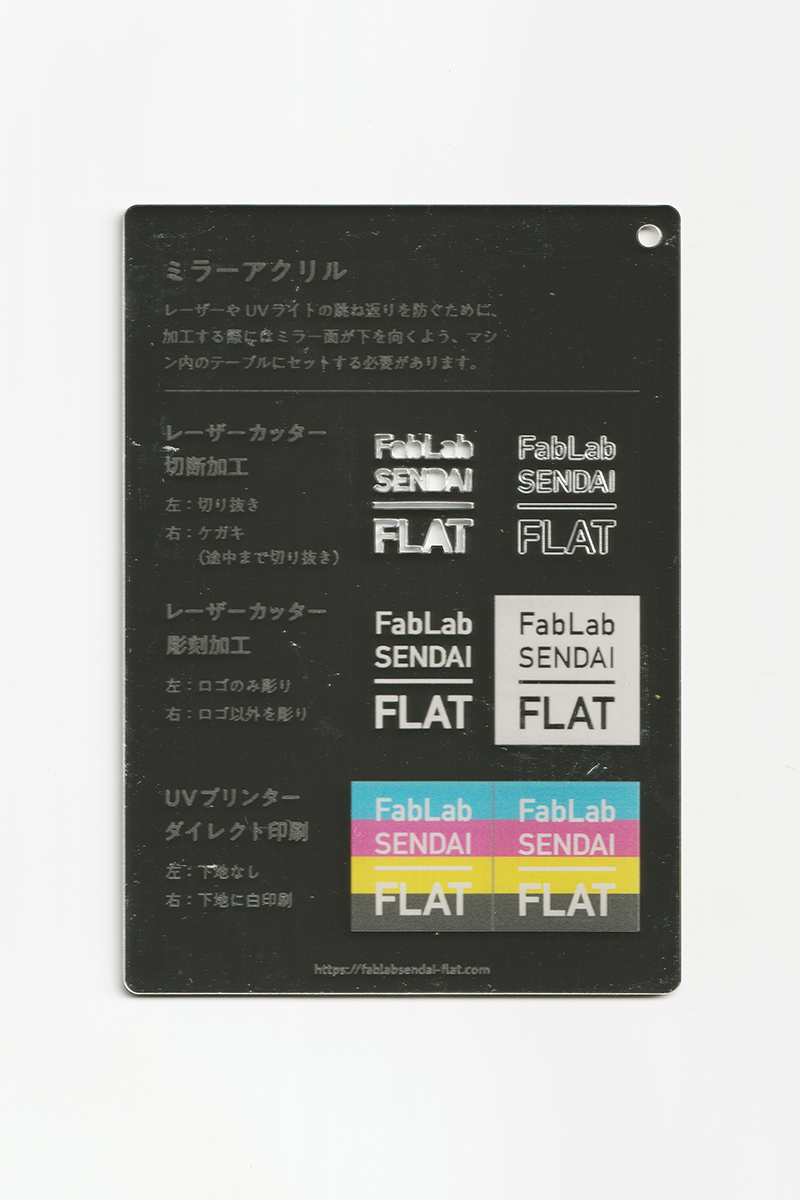 ミラーアクリル
レーザーや UV ライトの跳ね返りを防ぐために、
加工する際にはミラー面が下を向くよう、マシ
ン内のテーブルにセットする必要があります。
レーザーカッター
切断加工
左：切り抜き
右：ケガキ
（途中まで切り抜き）
FabLab
SENDAI
FLAT
FabLab
SENDAI
FLAT
レーザーカッター
彫刻加工
左：ロゴのみ彫り
右：ロゴ以外を彫り
FabLab
SENDAI
FLAT
FabLab
SENDAI
FLAT
UV プリンター
ダイレクト印刷
左：下地なし
右：下地に白印刷
FabLab
SENDAI
FLAT
FabLab
SENDAI
FLAT
https://fablabsendai-flat.com